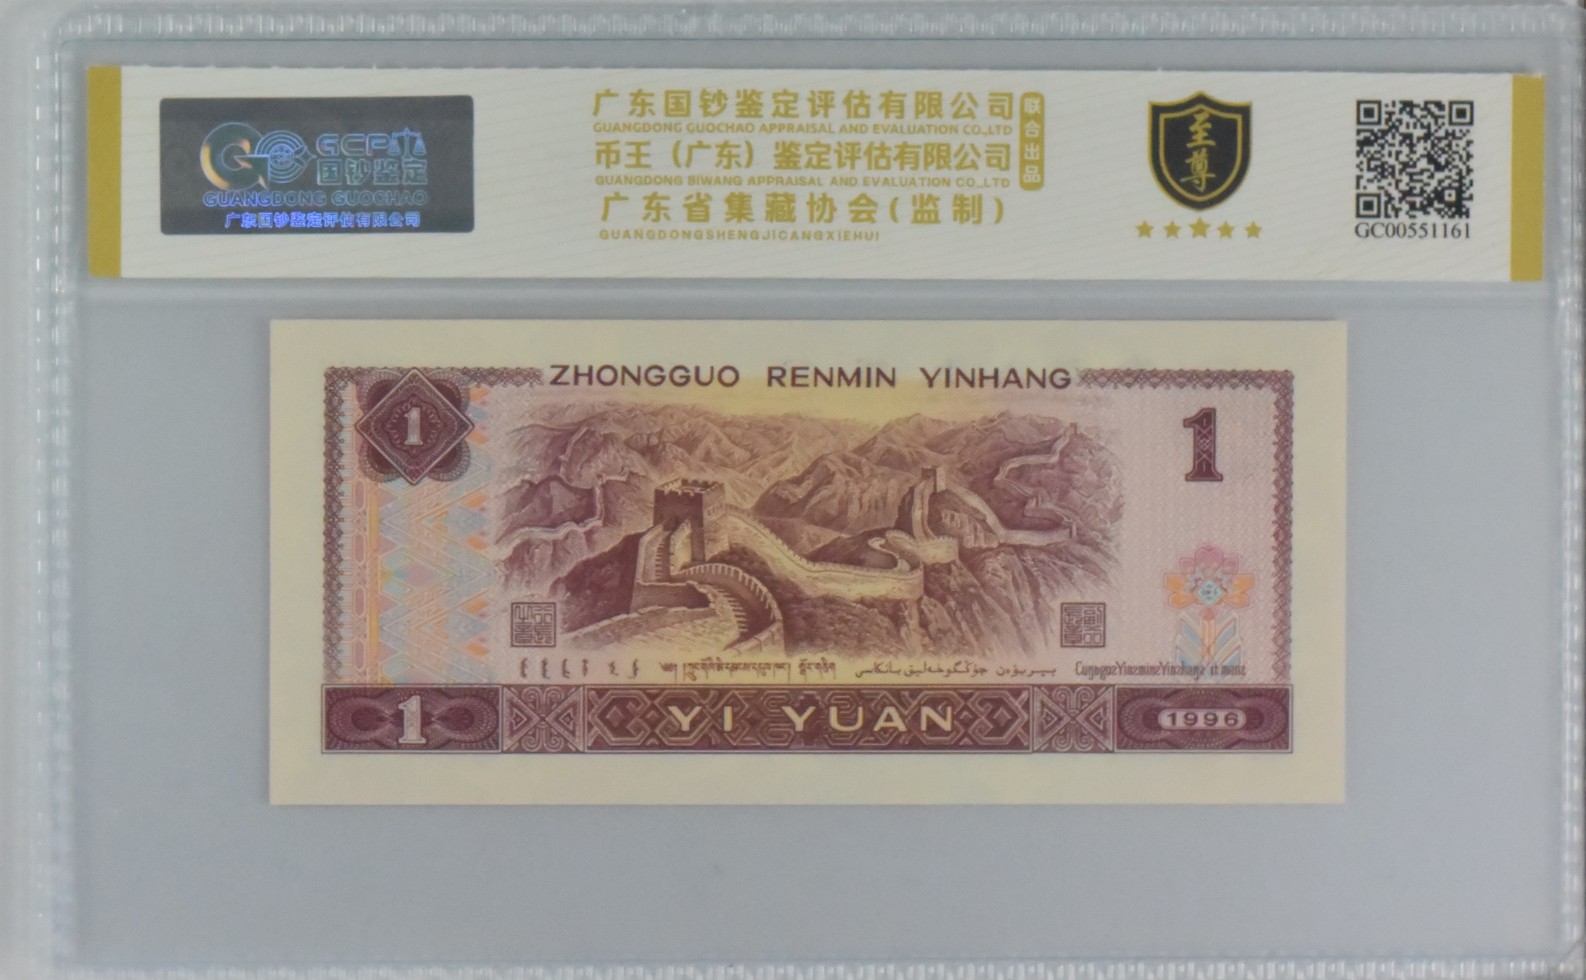 GCP
国钞鉴定
GUANGDONG GUOCHAO
广东国钞鉴定评估有限公司
广东国钞鉴定评估有限公司
GUANGDONG GUOCHAO APPRAISAL AND EVALUATION CO.,LTD
币王（广东）鉴定评估有限公司
GUANGDONG BIWANG APPRAISAL AND EVALUATION CO.,LTD
广东省集藏协会(监制)
GUANGDONGSHENGJICANGXIEHUI
联合出品
至尊
GC00551161
ZHONGGUO RENMIN YINHANG
1
1
1
YI YUAN
1996